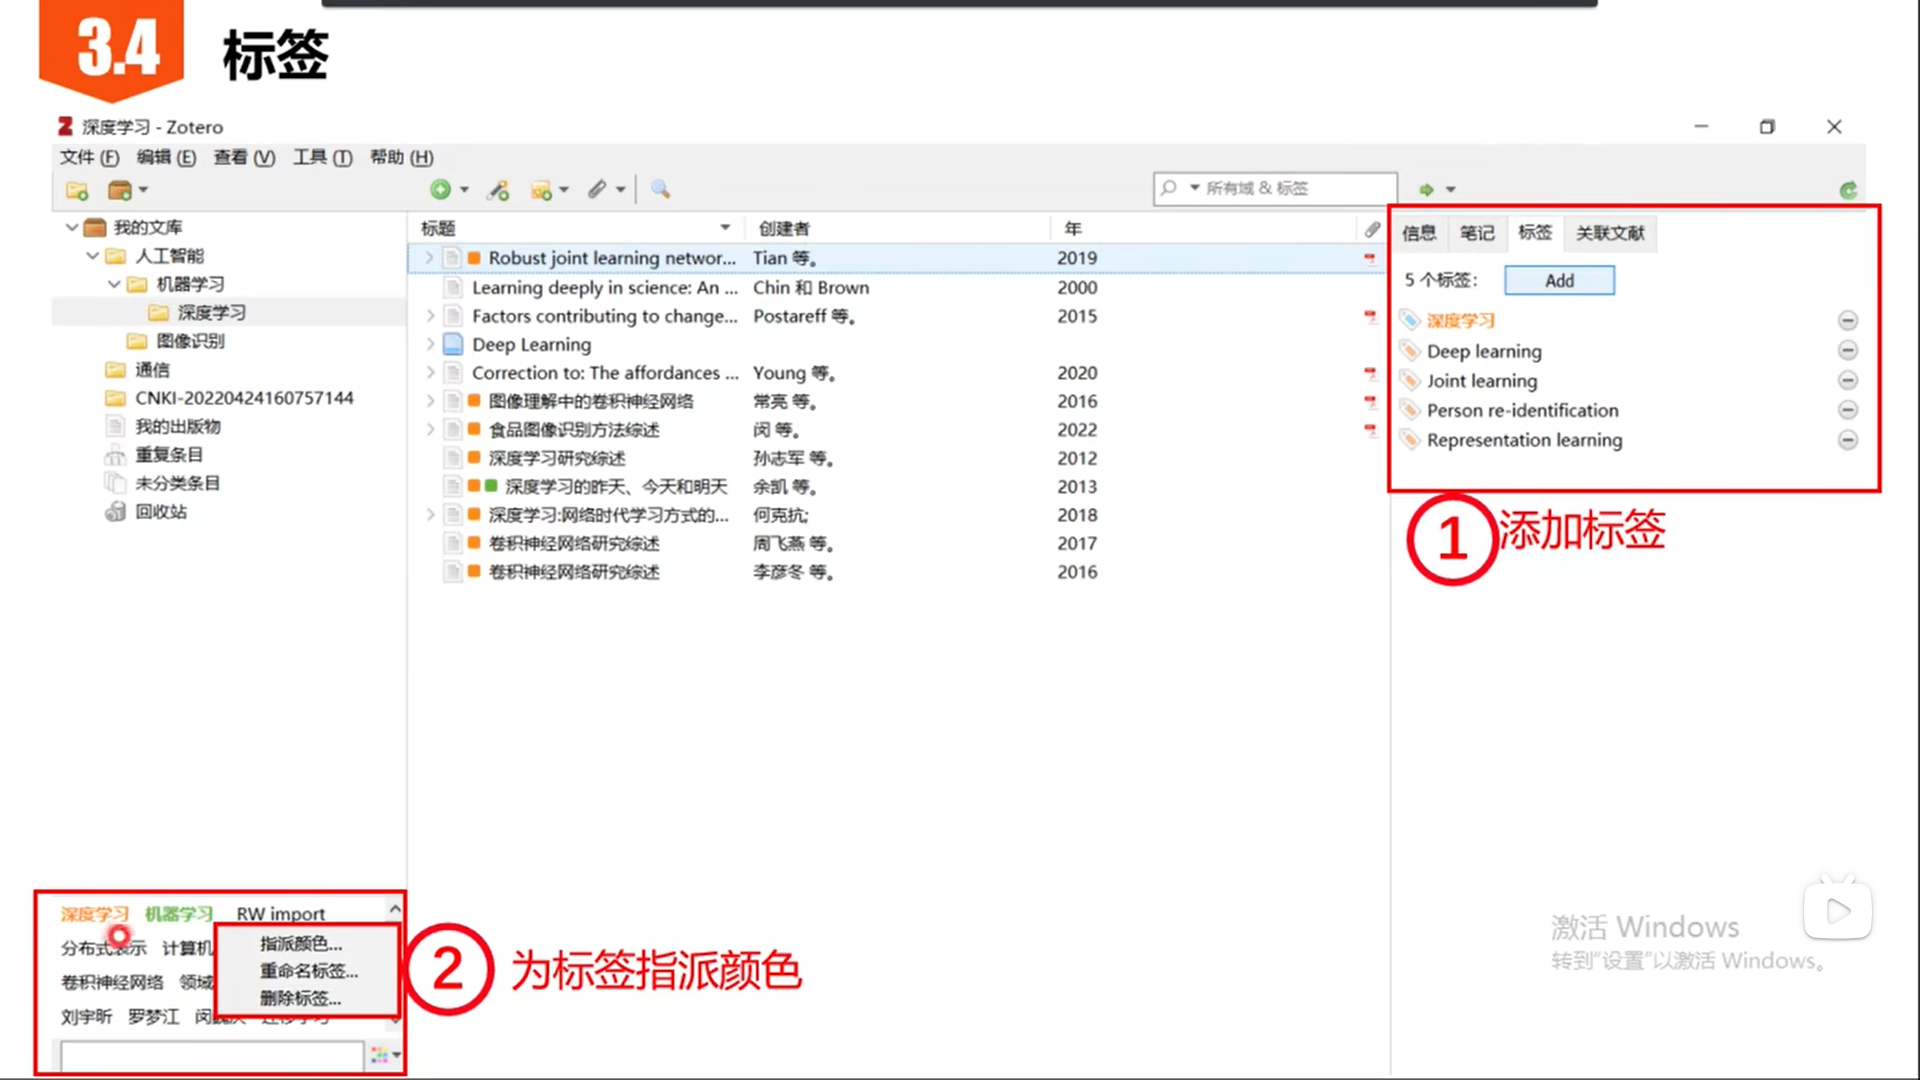 3.4 标签
深度学习 - Zotero
文件 (F) 编辑 (E) 查看 (V) 工具 (T) 帮助 (H)
所有域 & 标签
我的文库
人工智能
机器学习
深度学习
图像识别
通信
CNKI-20220424160757144
我的出版物
重复条目
未分类条目
回收站
标题 创建者 年
Robust joint learning networ... Tian 等。 2019
Learning deeply in science: An ... Chin 和 Brown 2000
Factors contributing to change... Postareff 等。 2015
Deep Learning
Correction to: The affordances ... Young 等。 2020
图像理解中的卷积神经网络 常亮 等。 2016
食品图像识别方法综述 闵 等。 2022
深度学习研究综述 孙志军 等。 2012
深度学习的昨天、今天和明天 余凯 等。 2013
深度学习:网络时代学习方式的... 何克抗; 2018
卷积神经网络研究综述 周飞燕 等。 2017
卷积神经网络研究综述 李彦冬 等。 2016
信息 笔记 标签 关联文献
5 个标签: Add
深度学习
Deep learning
Joint learning
Person re-identification
Representation learning
1 添加标签
深度学习 机器学习 RW import
分布式表示 计算机
卷积神经网络 领域
刘宇昕 罗梦江
指派颜色...
重命名标签...
删除标签...
2 为标签指派颜色
激活 Windows
转到“设置”以激活 Windows。